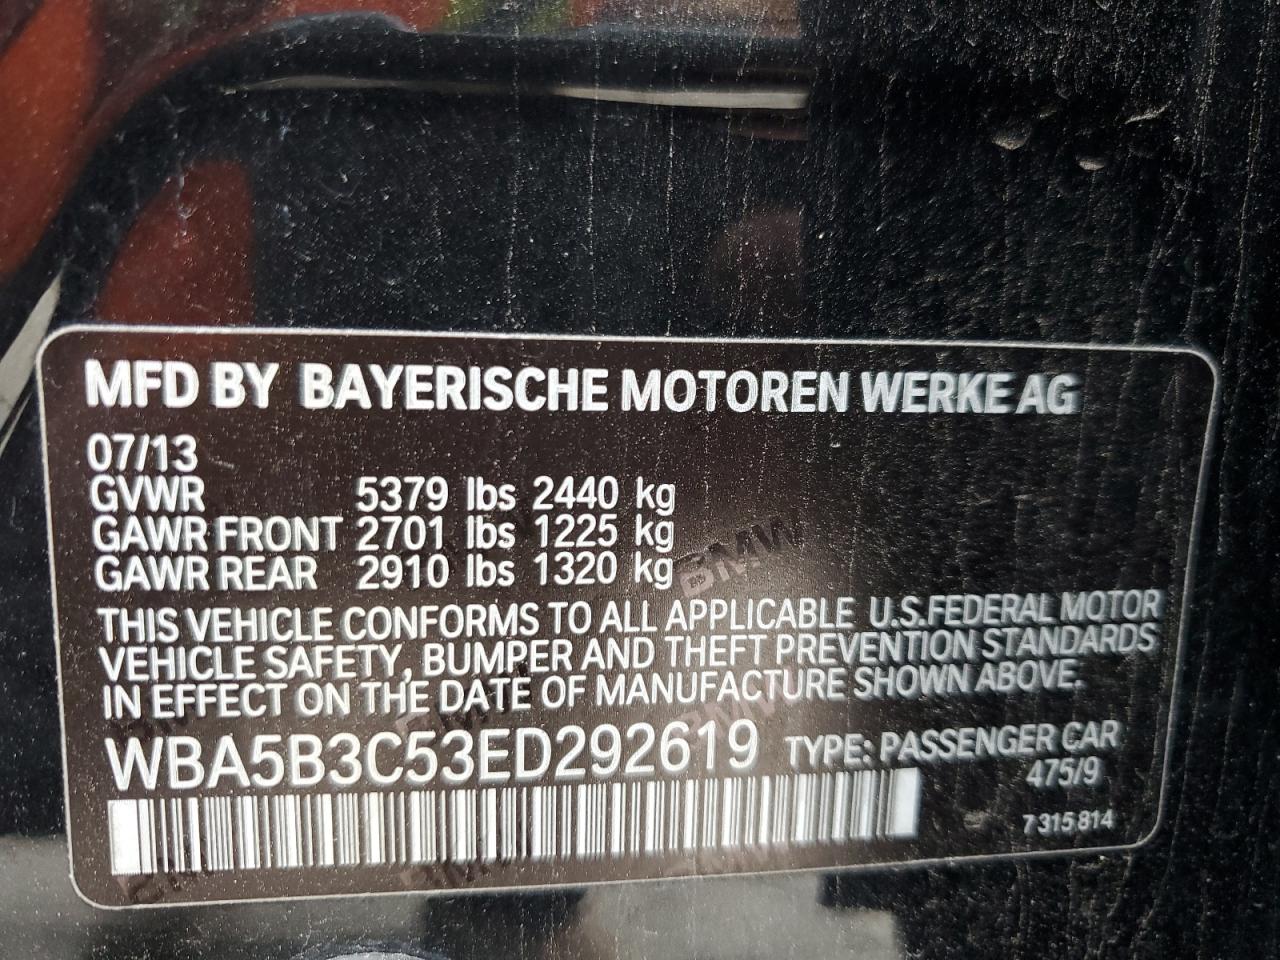 MFD BY BAYERISCHE MOTOREN WERKE AG
07/13
GVWR 5379 lbs 2440 kg
GAWR FRONT 2701 lbs 1225 kg
GAWR REAR 2910 lbs 1320 kg
THIS VEHICLE CONFORMS TO ALL APPLICABLE U.S.FEDERAL MOTOR
VEHICLE SAFETY, BUMPER AND THEFT PREVENTION STANDARDS
IN EFFECT ON THE DATE OF MANUFACTURE SHOWN ABOVE.
WBA5B3C53ED292619 TYPE: PASSENGER CAR
475/9
7 315 814